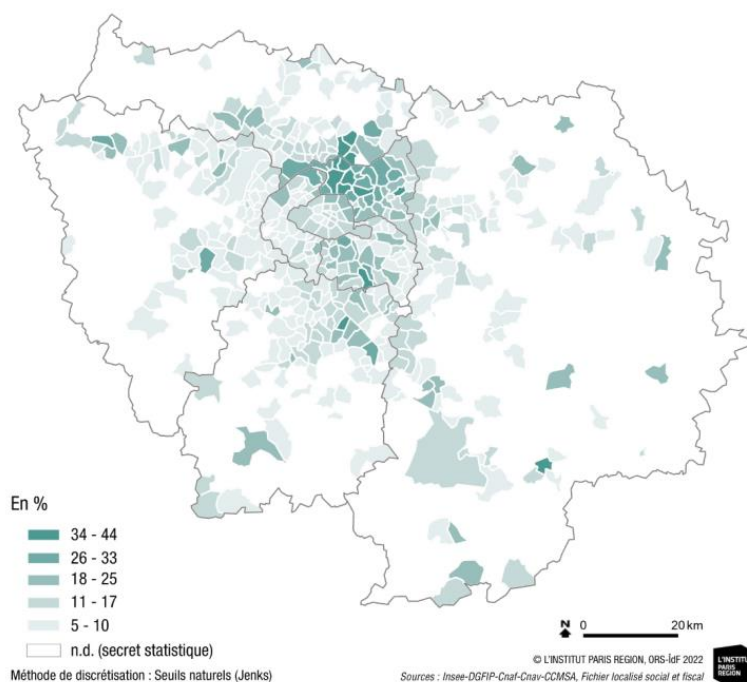 En %
34 - 44
26 - 33
18 - 25
11 - 17
5 - 10
n.d. (secret statistique)
Méthode de discrétisation : Seuils naturels (Jenks)
N 0 20 km
© L'INSTITUT PARIS REGION, ORS-ÎdF 2022
Sources : Insee-DGFIP-Cnaf-Cnav-CCMSA, Fichier localisé social et fiscal
L'INSTITUT
PARIS
REGION